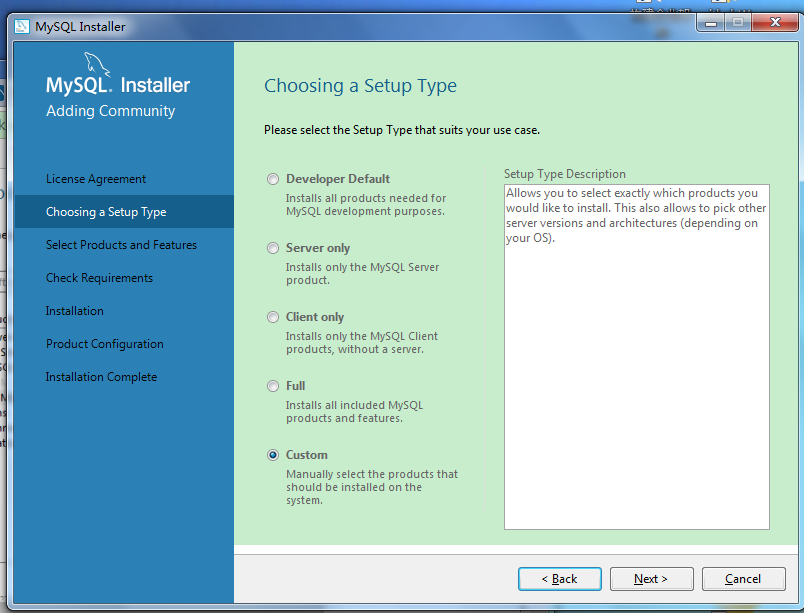 MySQL Installer
MySQL. Installer
Adding Community
License Agreement
Choosing a Setup Type
Select Products and Features
Check Requirements
Installation
Product Configuration
Installation Complete
Choosing a Setup Type
Please select the Setup Type that suits your use case.
Developer Default
Installs all products needed for
MySQL development purposes.
Server only
Installs only the MySQL Server
product.
Client only
Installs only the MySQL Client
products, without a server.
Full
Installs all included MySQL
products and features.
Custom
Manually select the products that
should be installed on the
system.
Setup Type Description
Allows you to select exactly which products you
would like to install. This also allows to pick other
server versions and architectures (depending on
your OS).
< Back
Next >
Cancel